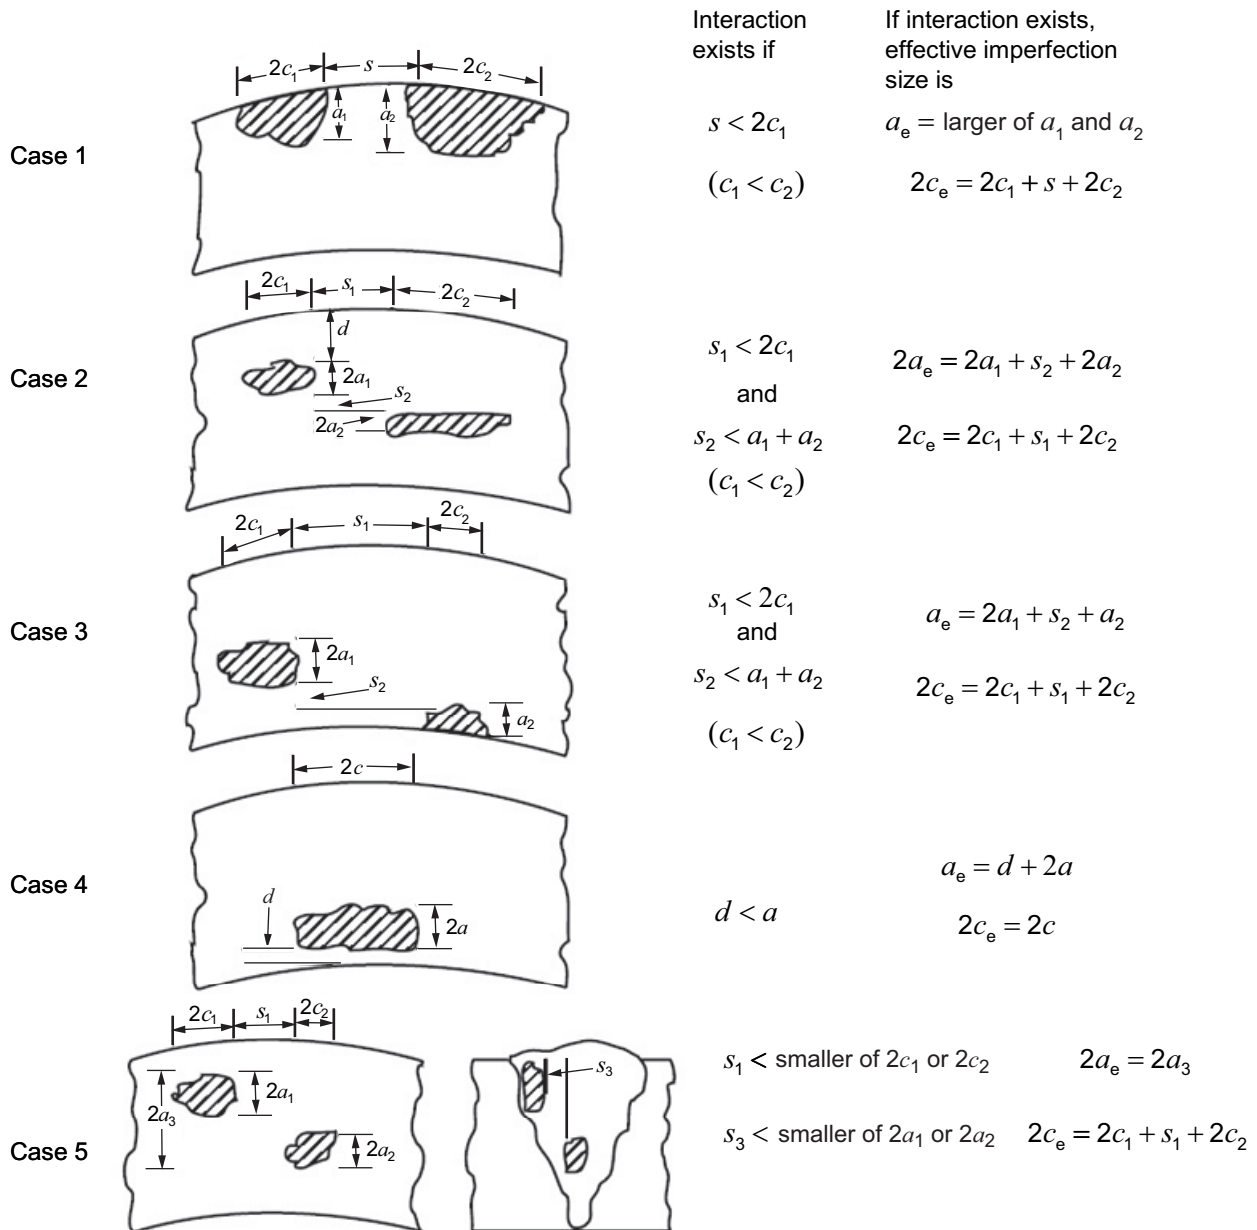 Interaction exists if
If interaction exists, effective imperfection size is
Case 1
2c₁ s 2c₂
a₁ a₂
s < 2c₁
(c₁ < c₂)
aₑ = larger of a₁ and a₂
2cₑ = 2c₁ + s + 2c₂
Case 2
2c₁ s₁ 2c₂
d
2a₁
s₂
2a₂
s₁ < 2c₁
and
s₂ < a₁ + a₂
(c₁ < c₂)
2aₑ = 2a₁ + s₂ + 2a₂
2cₑ = 2c₁ + s₁ + 2c₂
Case 3
2c₁ s₁ 2c₂
2a₁
s₂
a₂
s₁ < 2c₁
and
s₂ < a₁ + a₂
(c₁ < c₂)
aₑ = 2a₁ + s₂ + a₂
2cₑ = 2c₁ + s₁ + 2c₂
Case 4
2c
d
2a
d < a
aₑ = d + 2a
2cₑ = 2c
Case 5
2c₁ s₁ 2c₂
2a₁
2a₃
2a₂
s₃
s₁ < smaller of 2c₁ or 2c₂
2aₑ = 2a₃
s₃ < smaller of 2a₁ or 2a₂
2cₑ = 2c₁ + s₁ + 2c₂